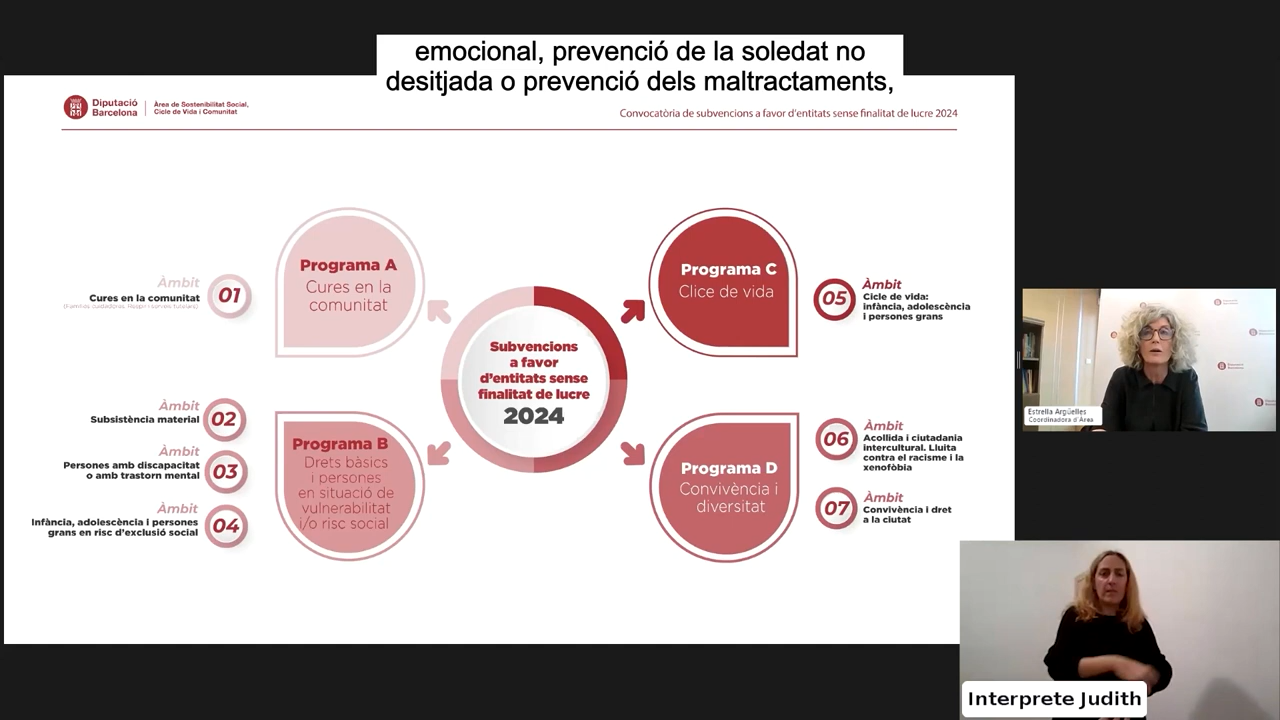 emocional, prevenció de la soledat no
desitjada o prevenció dels maltractaments,
Diputació
Barcelona
Àrea de Sostenibilitat Social,
Cicle de Vida i Comunitat
Convocatòria de subvencions a favor d'entitats sense finalitat de lucre 2024
Àmbit
01
Cures en la comunitat
Programa A
Cures en la
comunitat
Àmbit
02
Subsistència material
Àmbit
03
Persones amb discapacitat
o amb trastorn mental
Àmbit
04
Infància, adolescència i persones
grans en risc d'exclusió social
Programa B
Drets bàsics
i persones
en situació de
vulnerabilitat
i/o risc social
Subvencions
a favor
d'entitats sense
finalitat de lucre
2024
Programa C
Clice de vida
05
Àmbit
Cicle de vida:
infància, adolescència
i persones grans
Programa D
Convivència i
diversitat
06
Àmbit
Acollida i ciutadania
intercultural. Lluita
contra el racisme i la
xenofòbia
07
Àmbit
Convivència i dret
a la ciutat
Estrella Argüelles
Coordinadora d'Àrea
Interprete Judith